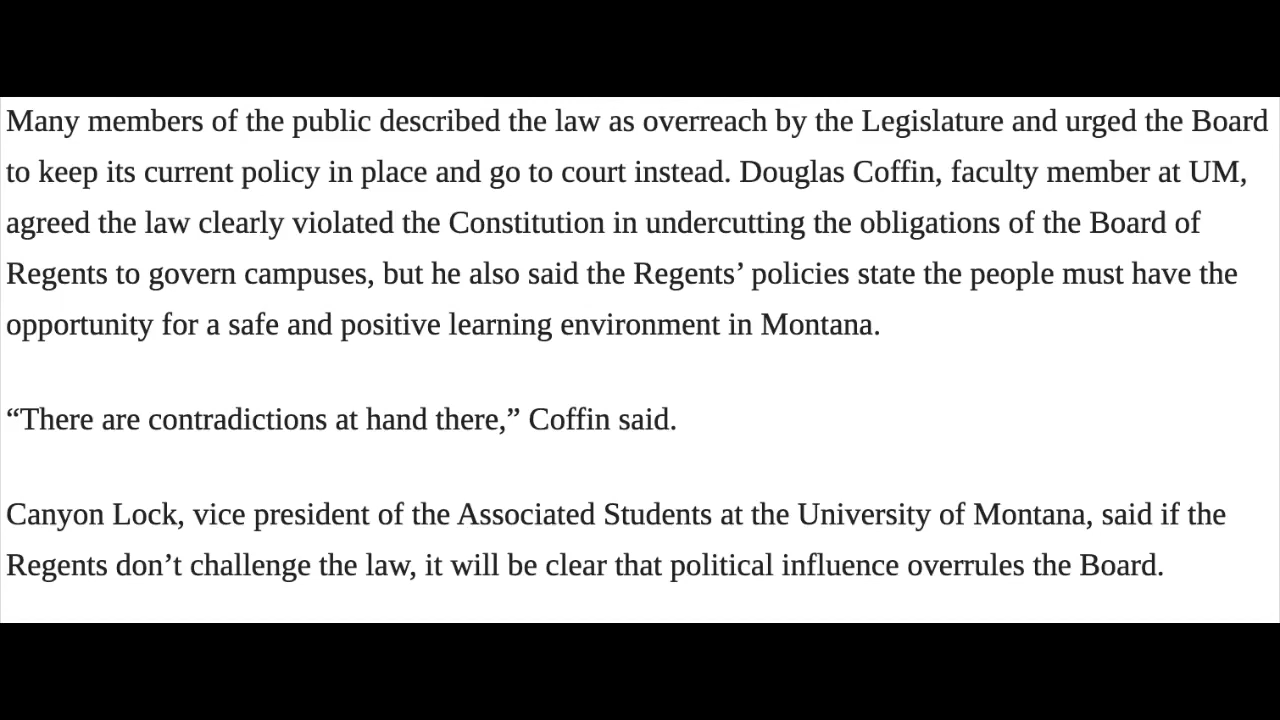 Many members of the public described the law as overreach by the Legislature and urged the Board
to keep its current policy in place and go to court instead. Douglas Coffin, faculty member at UM,
agreed the law clearly violated the Constitution in undercutting the obligations of the Board of
Regents to govern campuses, but he also said the Regents’ policies state the people must have the
opportunity for a safe and positive learning environment in Montana.
“There are contradictions at hand there,” Coffin said.
Canyon Lock, vice president of the Associated Students at the University of Montana, said if the
Regents don’t challenge the law, it will be clear that political influence overrules the Board.